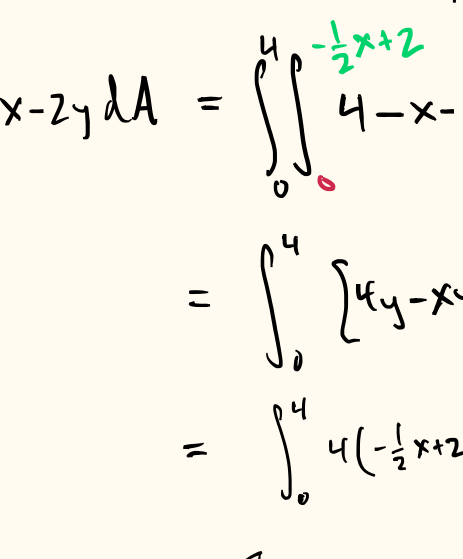 x-2y dA = ∫₀⁴ ∫₀^(-½x+2) 4-x-
= ∫₀⁴ [4y-x
= ∫₀⁴ 4(-½x+2